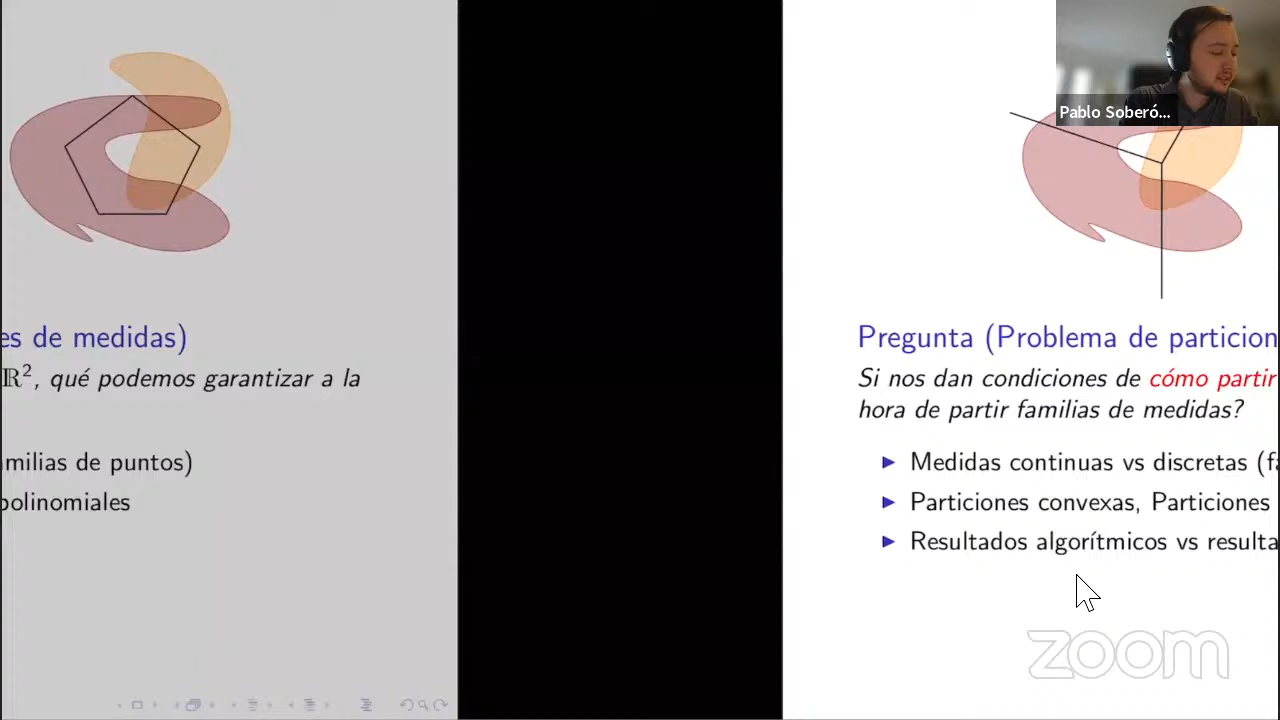 es de medidas)
ℝ², qué podemos garantizar a la
milias de puntos)
polinomiales
Pablo Soberó...
Pregunta (Problema de particion
Si nos dan condiciones de cómo partir
hora de partir familias de medidas?
▶ Medidas continuas vs discretas (fa
▶ Particiones convexas, Particiones
▶ Resultados algorítmicos vs resulta
zoom